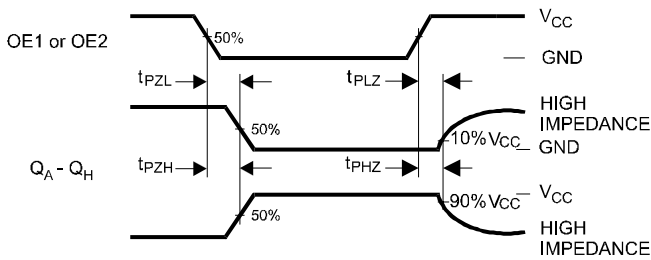 V_CC
OE1 or OE2
50%
GND
t_PZL
t_PLZ
HIGH
IMPEDANCE
50%
10% V_CC
GND
t_PZH
t_PHZ
Q_A - Q_H
V_CC
90% V_CC
50%
HIGH
IMPEDANCE